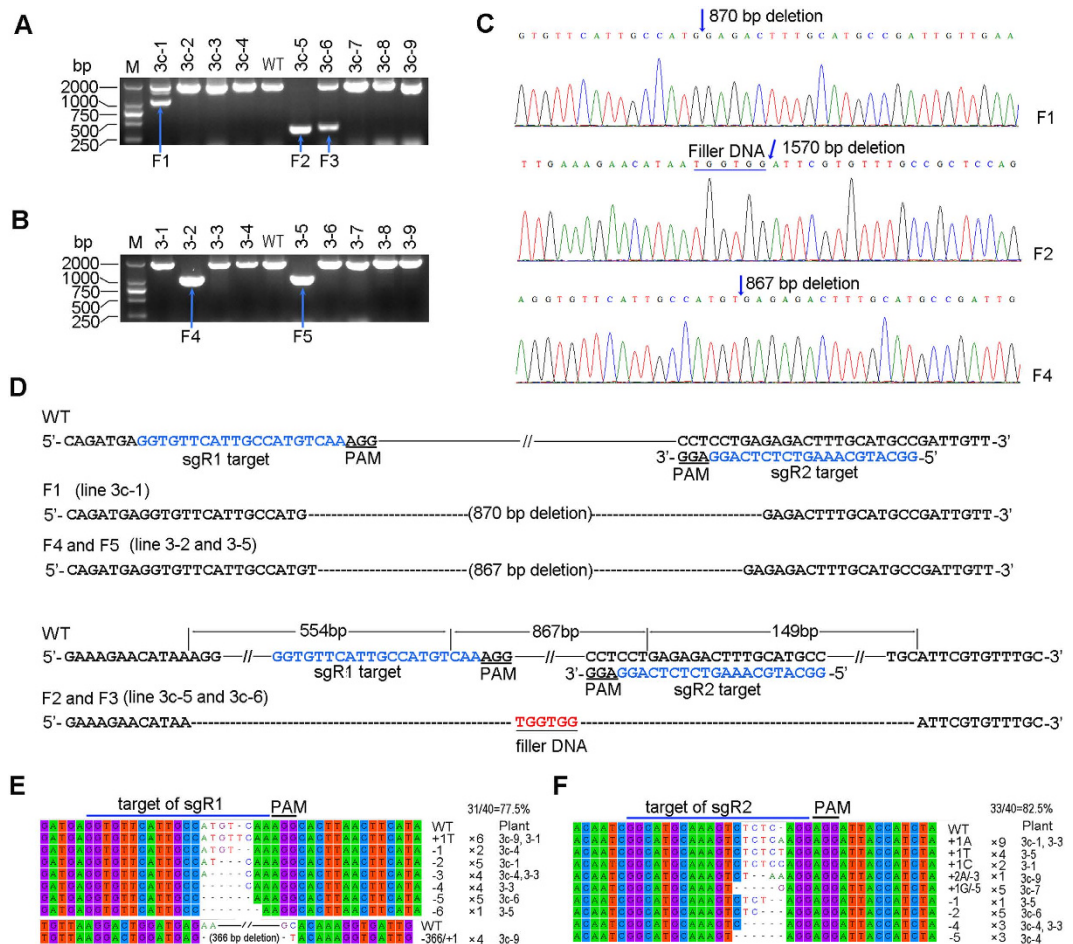 A
bp M 3c-1 3c-2 3c-3 3c-4 WT 3c-5 3c-6 3c-7 3c-8 3c-9
2000
1000
750
500
250
F1 F2 F3
B
bp M 3-1 3-2 3-3 3-4 WT 3-5 3-6 3-7 3-8 3-9
2000
1000
750
500
250
F4 F5
C
870 bp deletion
GTGTTCATTGCCATGGAGACTTTGCATGCCGATTGTTGAA
F1
Filler DNA 1570 bp deletion
TTGAAAGAACATAATGGTGGATTCGTGTTTGCCGCTCCAG
F2
867 bp deletion
AGGTGTTCATTGCCATGTGAGAGACTTTGCATGCCGATTG
F4
D
WT
5'-CAGATGAGGTGTTCATTGCCATGTCAAAGG // CCTCCTGAGAGACTTTGCATGCCGATTGTT-3'
sgR1 target PAM 3'-GGAGGACTCTCTGAAACGTACGG-5'
PAM sgR2 target
F1 (line 3c-1)
5'-CAGATGAGGTGTTCATTGCCATG---(870 bp deletion)---GAGACTTTGCATGCCGATTGTT-3'
F4 and F5 (line 3-2 and 3-5)
5'-CAGATGAGGTGTTCATTGCCATGT---(867 bp deletion)---GAGAGACTTTGCATGCCGATTGTT-3'
WT 554bp 867bp 149bp
5'-GAAAGAACATAAAGG // GGTGTTCATTGCCATGTCAAAGG // CCTCCTGAGAGACTTTGCATGCC // TGCATTCGTGTTTGC-3'
sgR1 target PAM 3'-GGAGGACTCTCTGAAACGTACGG-5'
PAM sgR2 target
F2 and F3 (line 3c-5 and 3c-6)
5'-GAAAGAACATAA---TGGTGG---ATTCGTGTTTGC-3'
filler DNA
E
target of sgR1 PAM 31/40=77.5%
GATGAGGTGTTCATTGCCATGT-CAAAGGCACTTAACTTCATA WT Plant
+1T ×6 3c-9, 3-1
-1 ×2 3c-4
-2 ×5 3c-1
-3 ×4 3c-4,3-3
-4 ×4 3-3
-5 ×5 3c-6
-6 ×1 3-5
WT
(366 bp deletion) -366/+1 ×4 3c-9
F
target of sgR2 PAM 33/40=82.5%
ACAATCGGCATGCAAAGTCTCTC-AGGAGGATTACCATCTA WT Plant
+1A ×9 3c-1, 3-3
+1T ×4 3-5
+1C ×2 3-1
+2A/-3 ×1 3c-9
+1G/-5 ×5 3c-7
-1 ×1 3-5
-2 ×5 3c-6
-4 ×3 3c-4, 3-3
-5 ×3 3c-4